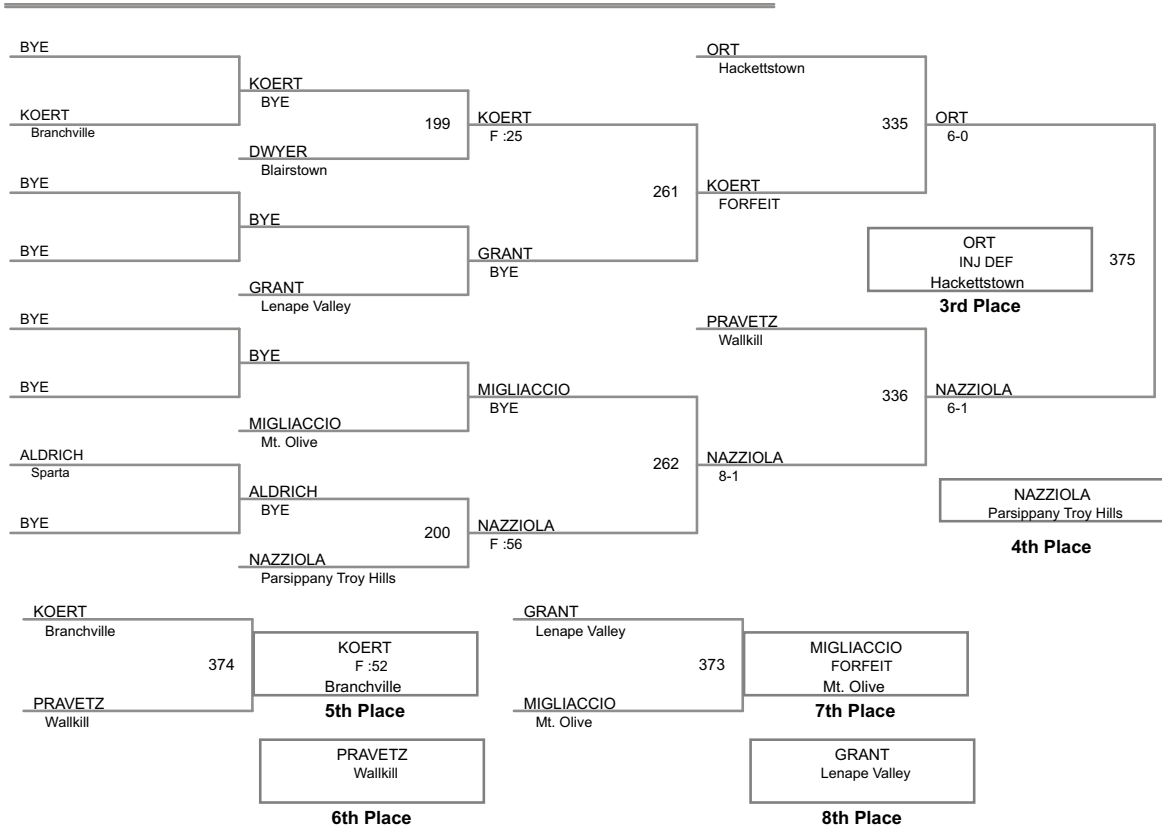 BYE
KOERT
Branchville
BYE
BYE
BYE
BYE
ALDRICH
Sparta
BYE
KOERT
BYE
199
DWYER
Blairstown
BYE
GRANT
Lenape Valley
BYE
MIGLIACCIO
Mt. Olive
ALDRICH
BYE
200
NAZZIOLA
Parsippany Troy Hills
KOERT
F :25
261
GRANT
BYE
MIGLIACCIO
BYE
262
NAZZIOLA
F :56
ORT
Hackettstown
335
KOERT
FORFEIT
PRAVETZ
Wallkill
336
NAZZIOLA
8-1
ORT
6-0
375
NAZZIOLA
6-1
ORT
INJ DEF
Hackettstown
3rd Place
NAZZIOLA
Parsippany Troy Hills
4th Place
KOERT
Branchville
374
PRAVETZ
Wallkill
KOERT
F :52
Branchville
5th Place
PRAVETZ
Wallkill
6th Place
GRANT
Lenape Valley
373
MIGLIACCIO
Mt. Olive
MIGLIACCIO
FORFEIT
Mt. Olive
7th Place
GRANT
Lenape Valley
8th Place